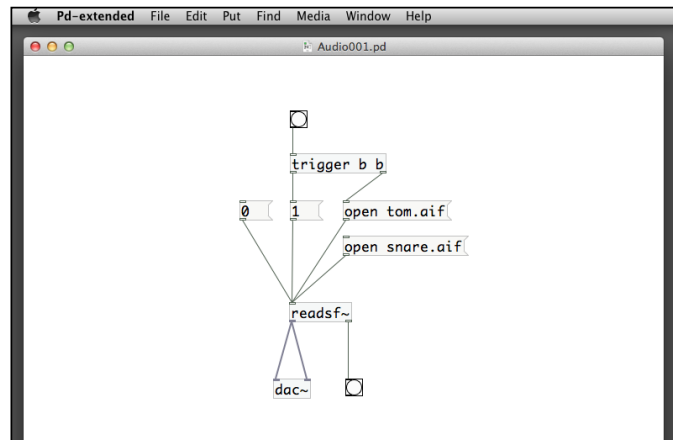 Pd-extended File Edit Put Find Media Window Help
Audio001.pd
trigger b b
0 1 open tom.aif
open snare.aif
readsf~
dac~